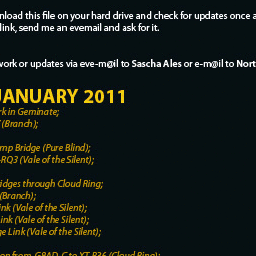 nload this file on your hard drive and check for updates once a
link, send me an evemail and ask for it.
work or updates via eve-m@il to Sascha Ales or e-m@il to Nort
JANUARY 2011
rk in Geminate;
(Branch);
mp Bridge (Pure Blind);
-RQ3 (Vale of the Silent);
idges through Cloud Ring;
(Branch);
ink (Vale of the Silent);
Link (Vale of the Silent);
ge Link (Vale of the Silent);